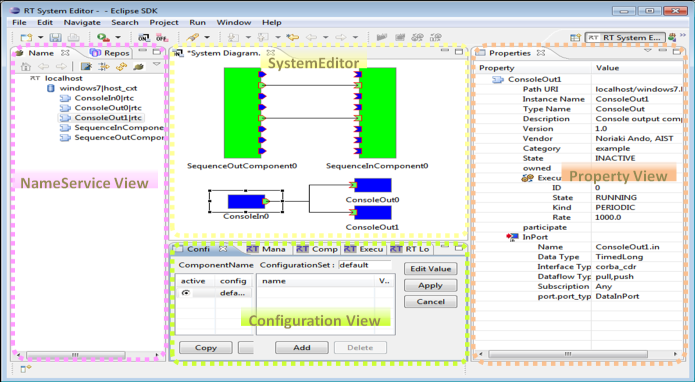 RT System Editor - - Eclipse SDK
File Edit Navigate Search Project Run Window Help
ON OFF
RT System E...
Name Repos
localhost
windows7|host_cxt
ConsoleIn0|rtc
ConsoleOut0|rtc
ConsoleOut1|rtc
SequenceInCompone
SequenceOutCompor
NameService View
*System Diagram.
SystemEditor
SequenceOutComponent0
SequenceInComponent0
ConsoleIn0
ConsoleOut0
ConsoleOut1
Confi RT Mana RT Comp RT Execu RT RT Lo
ComponentName ConfigurationSet : default
active config
defa...
name V..
Edit Value
Apply
Cancel
Configuration View
Copy Add Delete
Properties
Property Value
ConsoleOut1
Path URI localhost/windows7.l
Instance Name ConsoleOut1
Type Name ConsoleOut
Description Console output comp
Version 1.0
Vendor Noriaki Ando, AIST
Category example
State INACTIVE
owned
Execu
Property View
ID 0
State RUNNING
Kind PERIODIC
Rate 1000.0
participate
InPort
Name ConsoleOut1.in
Data Type TimedLong
Interface Typ corba_cdr
Dataflow Typ pull,push
Subscription Any
port.port_typ DataInPort